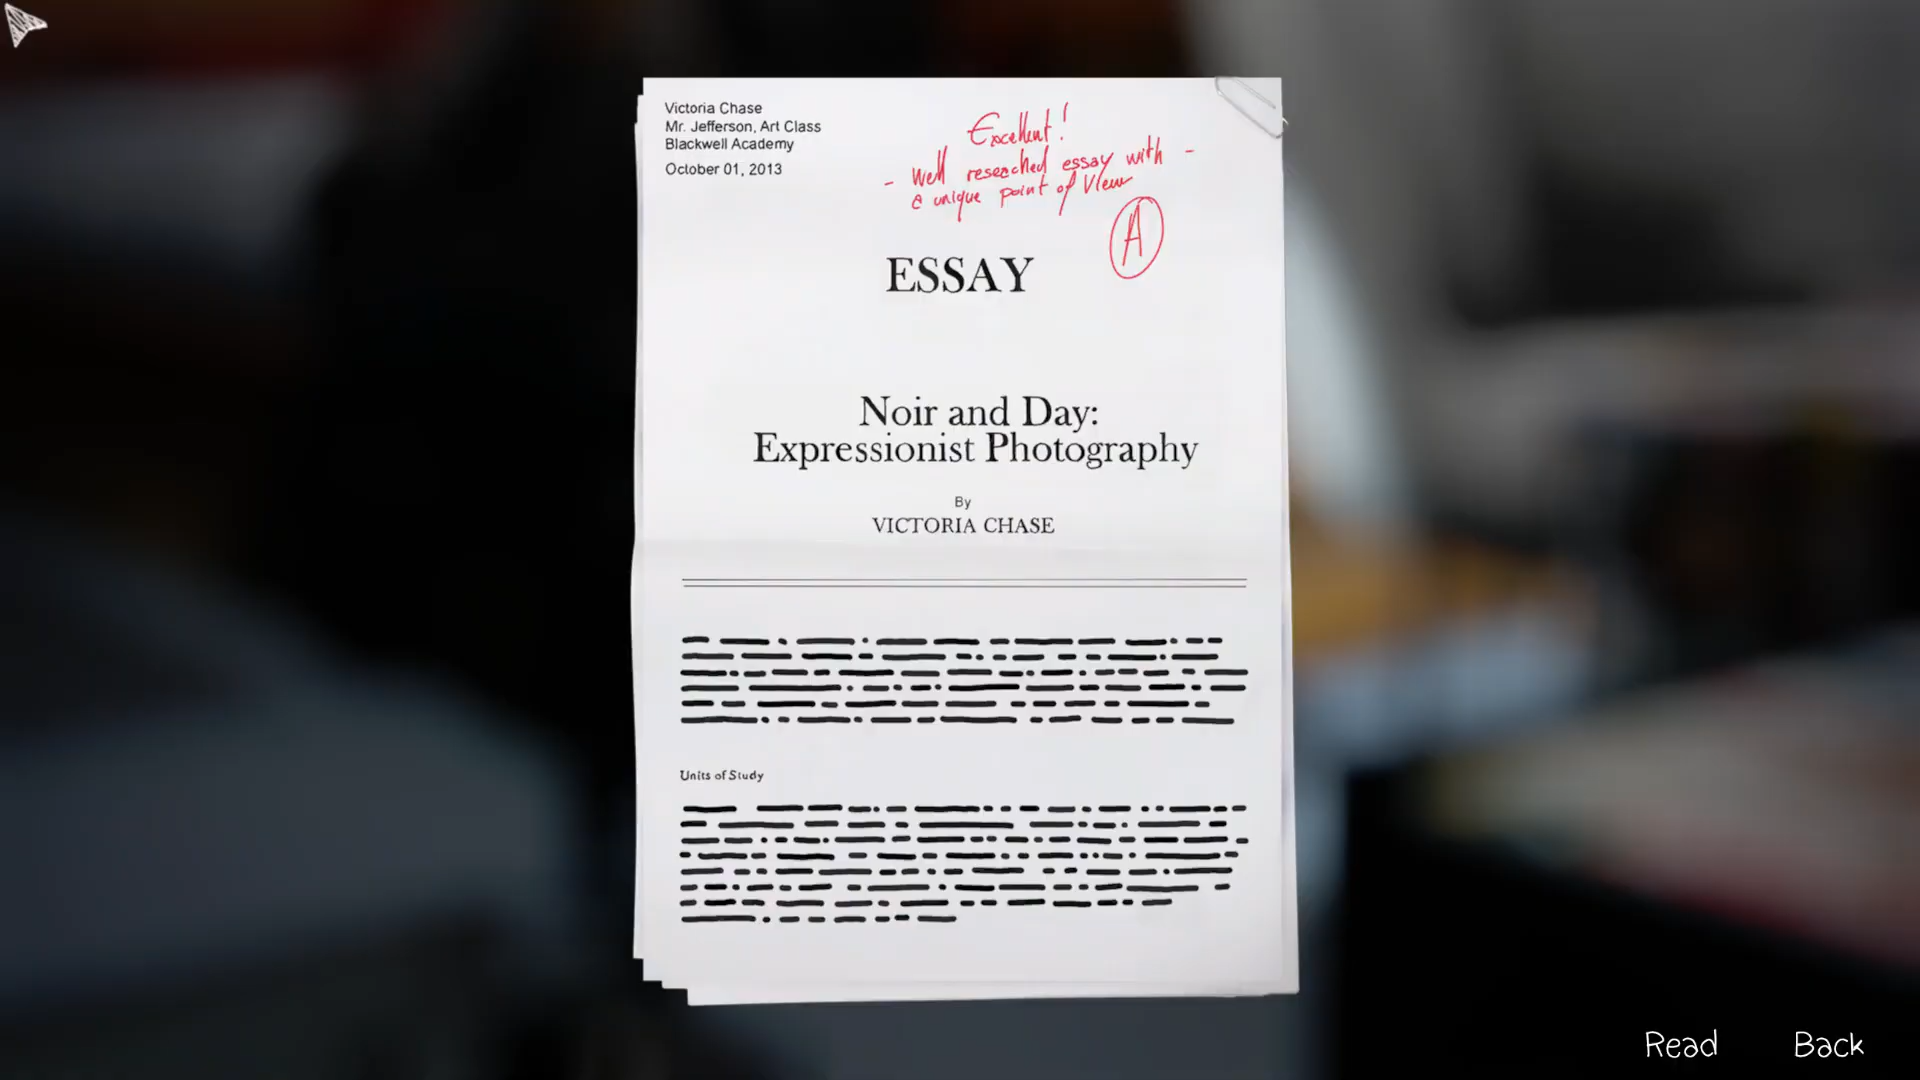 Victoria Chase
Mr. Jefferson, Art Class
Blackwell Academy
October 01, 2013
Excellent!
- Well reseached essay with -
a unique point of View
A
ESSAY
Noir and Day:
Expressionist Photography
By
VICTORIA CHASE
Units of Study
Read Back